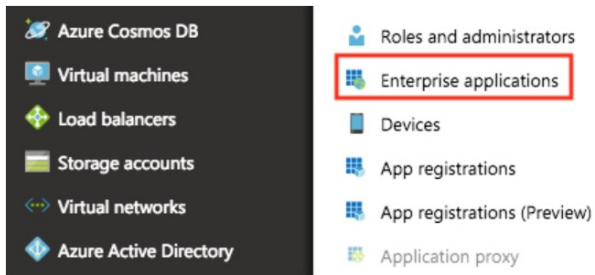 Azure Cosmos DB
Virtual machines
Load balancers
Storage accounts
Virtual networks
Azure Active Directory
Roles and administrators
Enterprise applications
Devices
App registrations
App registrations (Preview)
Application proxy